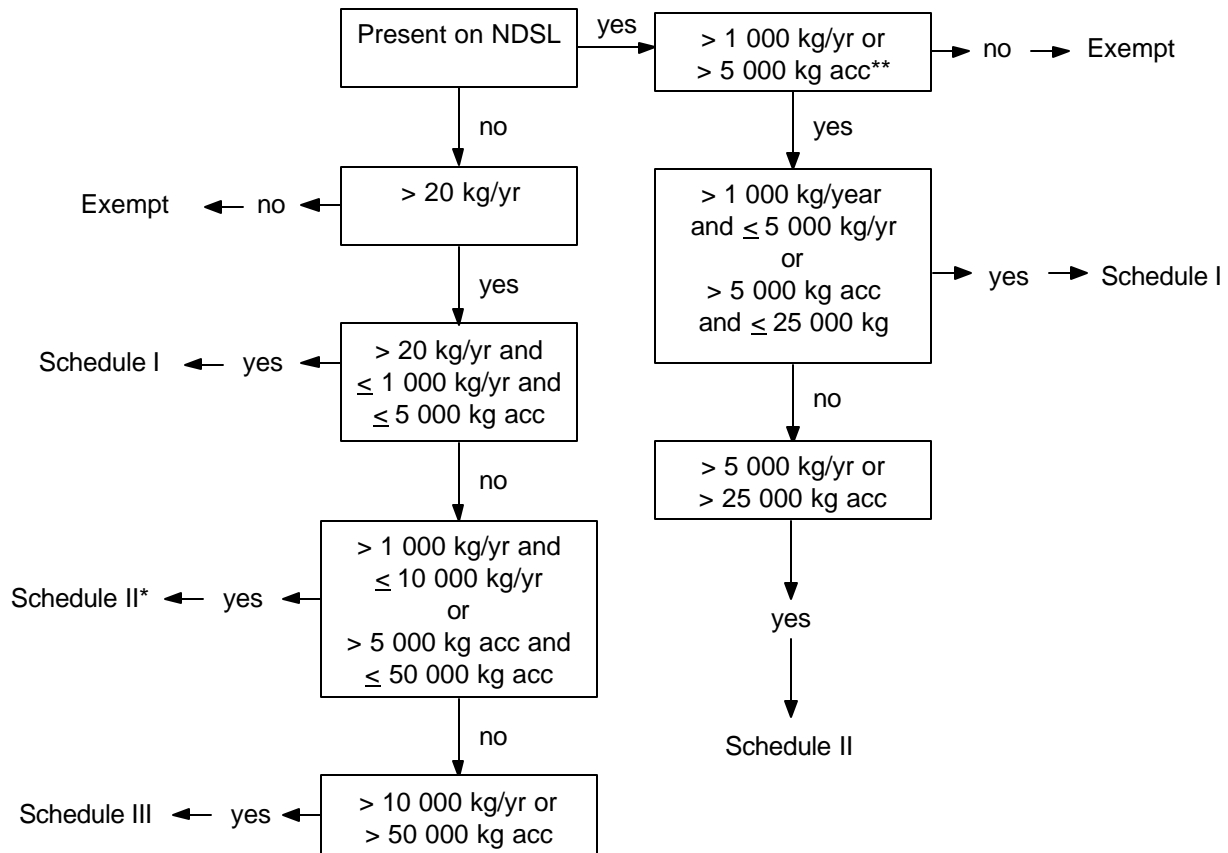 Present on NDSL
yes
> 1 000 kg/yr or
> 5 000 kg acc**
no
Exempt
no
yes
> 20 kg/yr
no
Exempt
> 1 000 kg/year
and ≤ 5 000 kg/yr
or
> 5 000 kg acc
and ≤ 25 000 kg
yes
Schedule I
yes
> 20 kg/yr and
≤ 1 000 kg/yr and
≤ 5 000 kg acc
yes
Schedule I
no
no
> 5 000 kg/yr or
> 25 000 kg acc
> 1 000 kg/yr and
≤ 10 000 kg/yr
or
> 5 000 kg acc and
≤ 50 000 kg acc
yes
Schedule II*
yes
Schedule II
no
> 10 000 kg/yr or
> 50 000 kg acc
yes
Schedule III